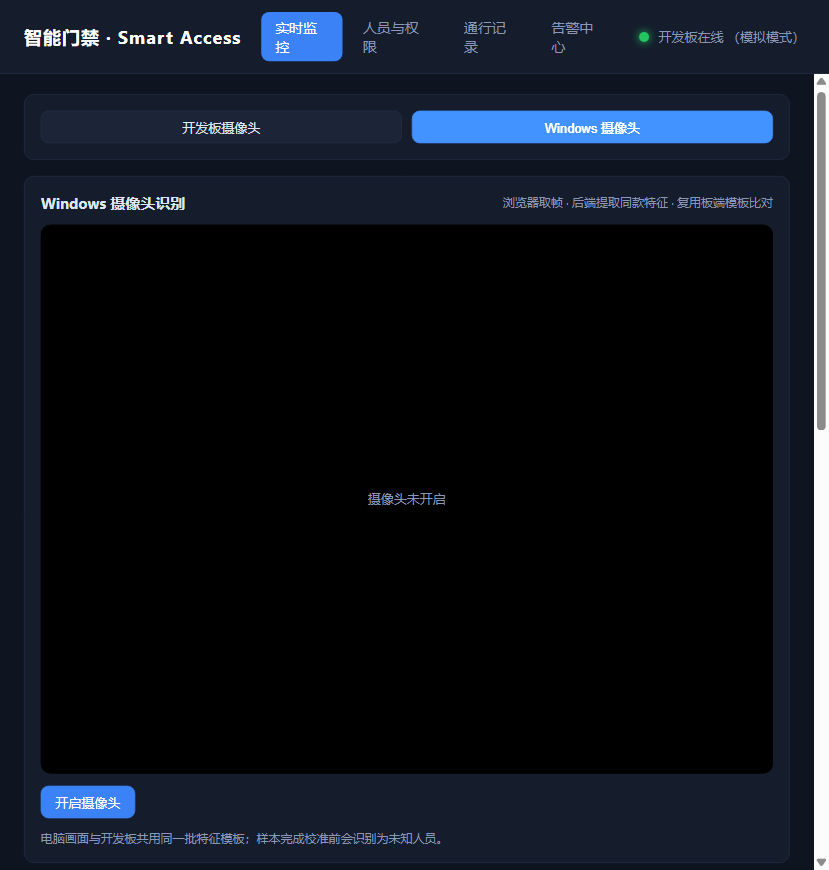 智能门禁 · Smart Access
实时监
控
人员与权
限
通行记
录
告警中
心
开发板在线 （模拟模式）
开发板摄像头
Windows 摄像头
Windows 摄像头识别
浏览器取帧 · 后端提取同款特征 · 复用板端模板比对
摄像头未开启
开启摄像头
电脑画面与开发板共用同一批特征模板；样本完成校准前会识别为未知人员。